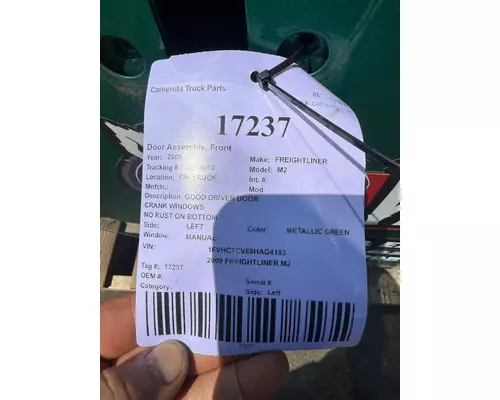 Camerota Truck Parts
17237
Door Assembly, Front
Year: 2009 Make: FREIGHTLINER
Tracking #: Model: M2
Location: ON TRUCK Int. #:
Mnfctr.: Mod
Description: GOOD DRIVER DOOR
CRANK WINDOWS
NO RUST ON BOTTOM
Side: LEFT Color: METALLIC GREEN
Window: MANUAL
VIN: 1FVHC7CV69HAG4183
2009 FREIGHTLINER M2
Tag #: 17237
OEM #: Serial #:
Category: Side: Left